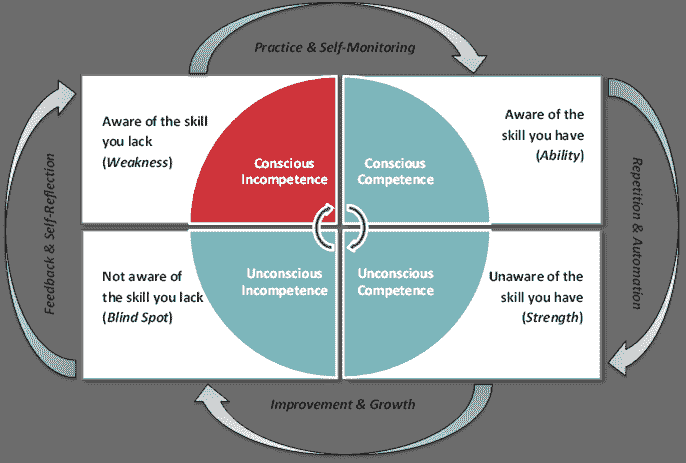 Practice & Self-Monitoring
Aware of the skill
you lack
(Weakness)
Conscious
Incompetence
Conscious
Competence
Aware of the
skill you have
(Ability)
Feedback & Self-Reflection
Repetition & Automation
Not aware of
the skill you lack
(Blind Spot)
Unconscious
Incompetence
Unconscious
Competence
Unaware of the
skill you have
(Strength)
Improvement & Growth